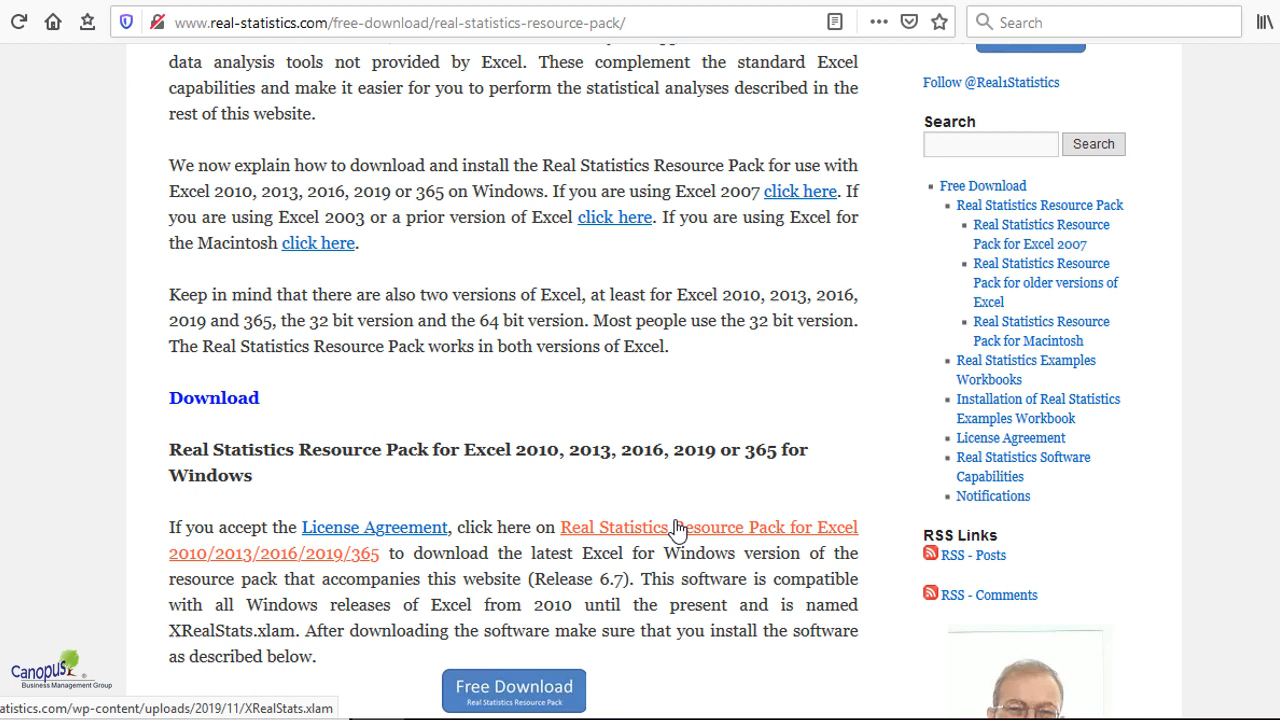 www.real-statistics.com/free-download/real-statistics-resource-pack/
Search
data analysis tools not provided by Excel. These complement the standard Excel
capabilities and make it easier for you to perform the statistical analyses described in the
rest of this website.
We now explain how to download and install the Real Statistics Resource Pack for use with
Excel 2010, 2013, 2016, 2019 or 365 on Windows. If you are using Excel 2007 click here. If
you are using Excel 2003 or a prior version of Excel click here. If you are using Excel for
the Macintosh click here.
Keep in mind that there are also two versions of Excel, at least for Excel 2010, 2013, 2016,
2019 and 365, the 32 bit version and the 64 bit version. Most people use the 32 bit version.
The Real Statistics Resource Pack works in both versions of Excel.
Download
Real Statistics Resource Pack for Excel 2010, 2013, 2016, 2019 or 365 for
Windows
If you accept the License Agreement, click here on Real Statistics Resource Pack for Excel
2010/2013/2016/2019/365 to download the latest Excel for Windows version of the
resource pack that accompanies this website (Release 6.7). This software is compatible
with all Windows releases of Excel from 2010 until the present and is named
XRealStats.xlam. After downloading the software make sure that you install the software
as described below.
Free Download
Real Statistics Resource Pack
Follow @Real1Statistics
Search
Search
Free Download
Real Statistics Resource Pack
Real Statistics Resource
Pack for Excel 2007
Real Statistics Resource
Pack for older versions of
Excel
Real Statistics Resource
Pack for Macintosh
Real Statistics Examples
Workbooks
Installation of Real Statistics
Examples Workbook
License Agreement
Real Statistics Software
Capabilities
Notifications
RSS Links
RSS - Posts
RSS - Comments
Canopus
Business Management Group
atistics.com/wp-content/uploads/2019/11/XRealStats.xlam